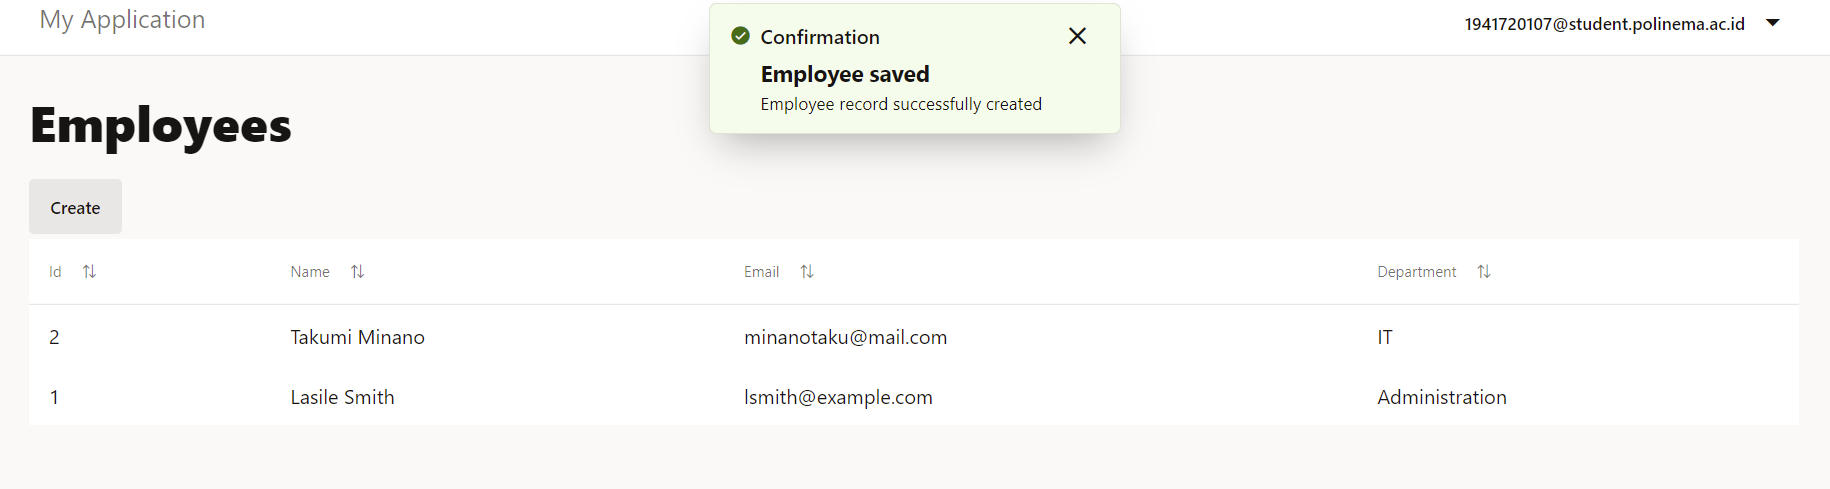 My Application
1941720107@student.polinema.ac.id
Confirmation
Employee saved
Employee record successfully created
Employees
Create
Id Name Email Department
2 Takumi Minano minanotaku@mail.com IT
1 Lasile Smith lsmith@example.com Administration